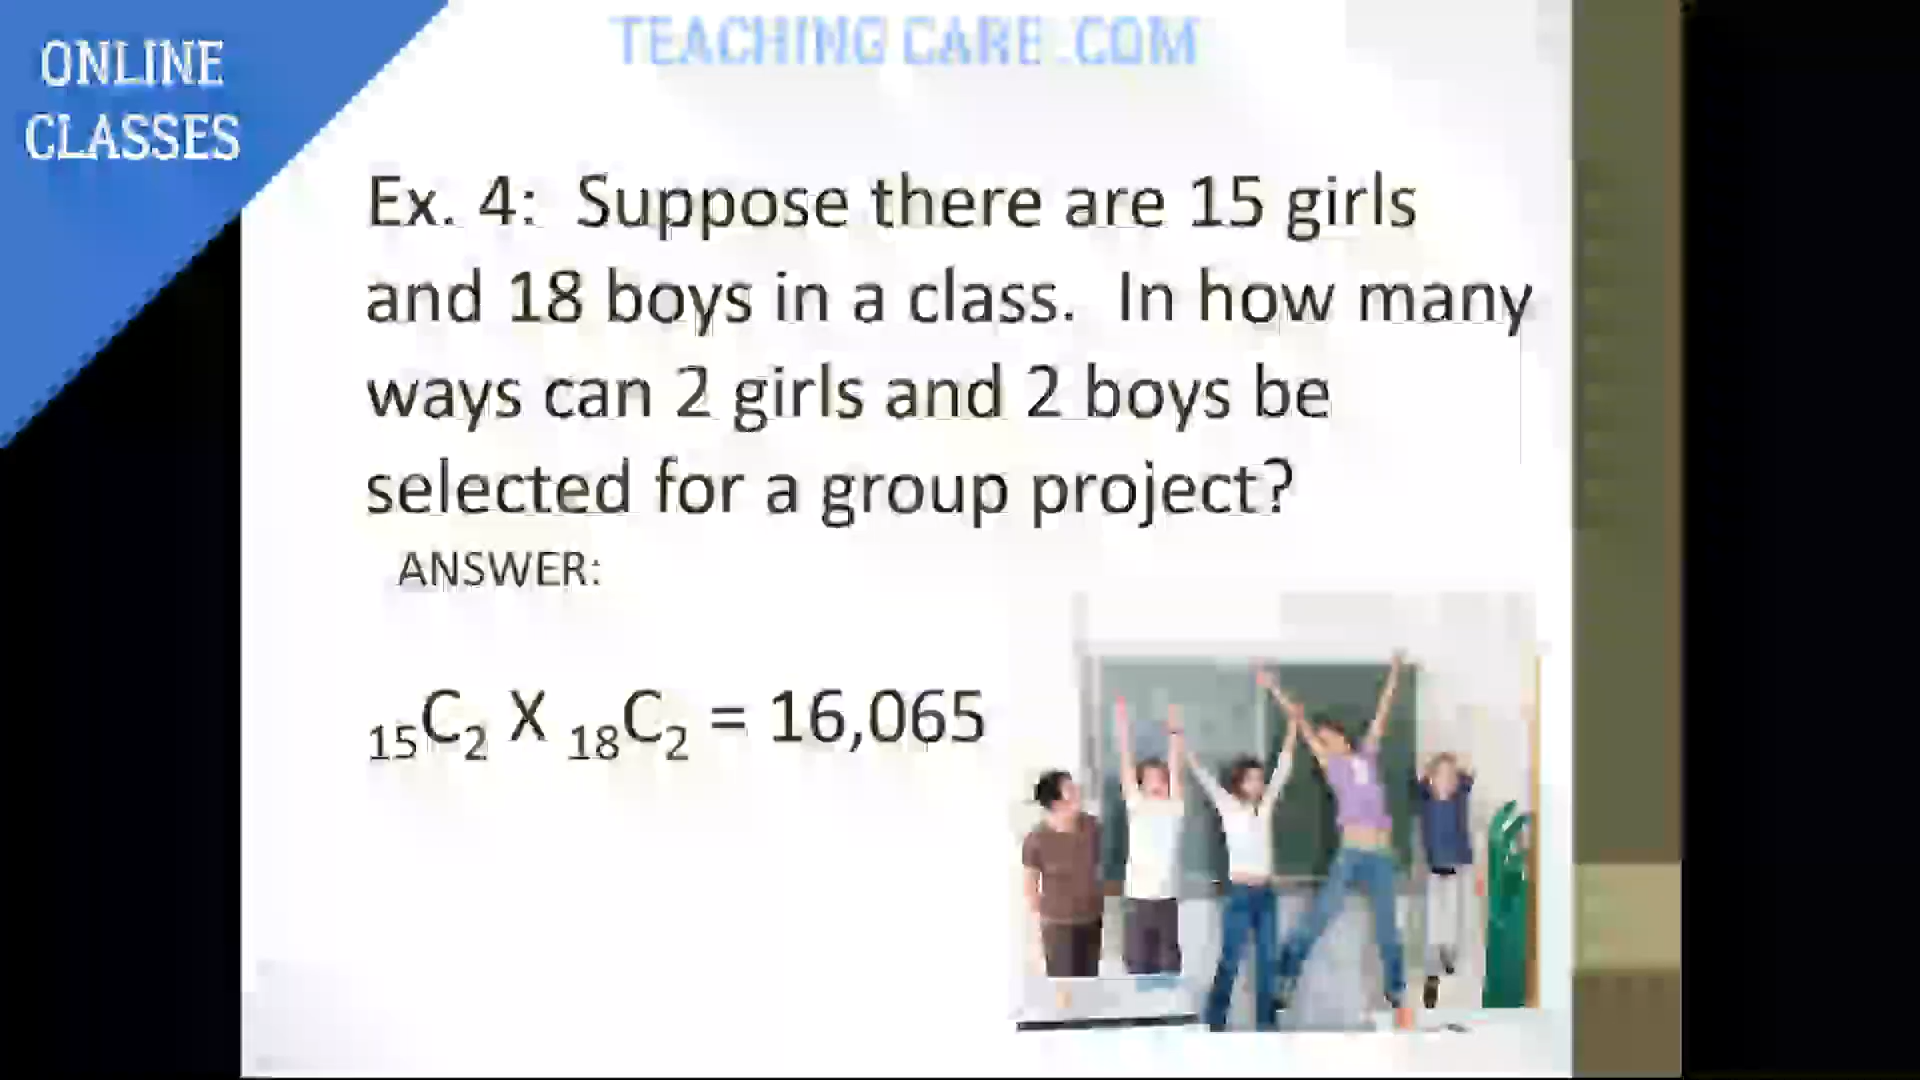 ONLINE
CLASSES
TEACHING CARE .COM
Ex. 4: Suppose there are 15 girls
and 18 boys in a class. In how many
ways can 2 girls and 2 boys be
selected for a group project?
ANSWER:
₁₅C₂ X ₁₈C₂ = 16,065